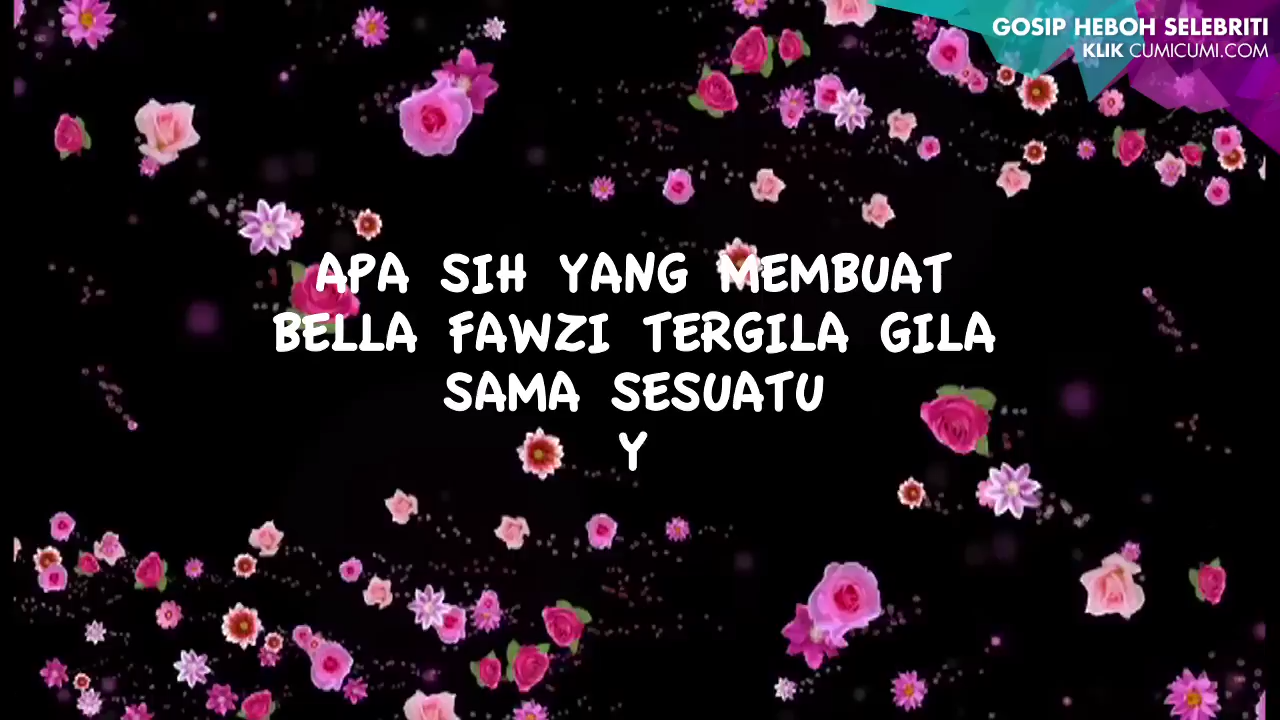 GOSIP HEBOH SELEBRITI
KLIK CUMICUMI.COM
APA SIH YANG MEMBUAT
BELLA FAWZI TERGILA GILA
SAMA SESUATU
Y